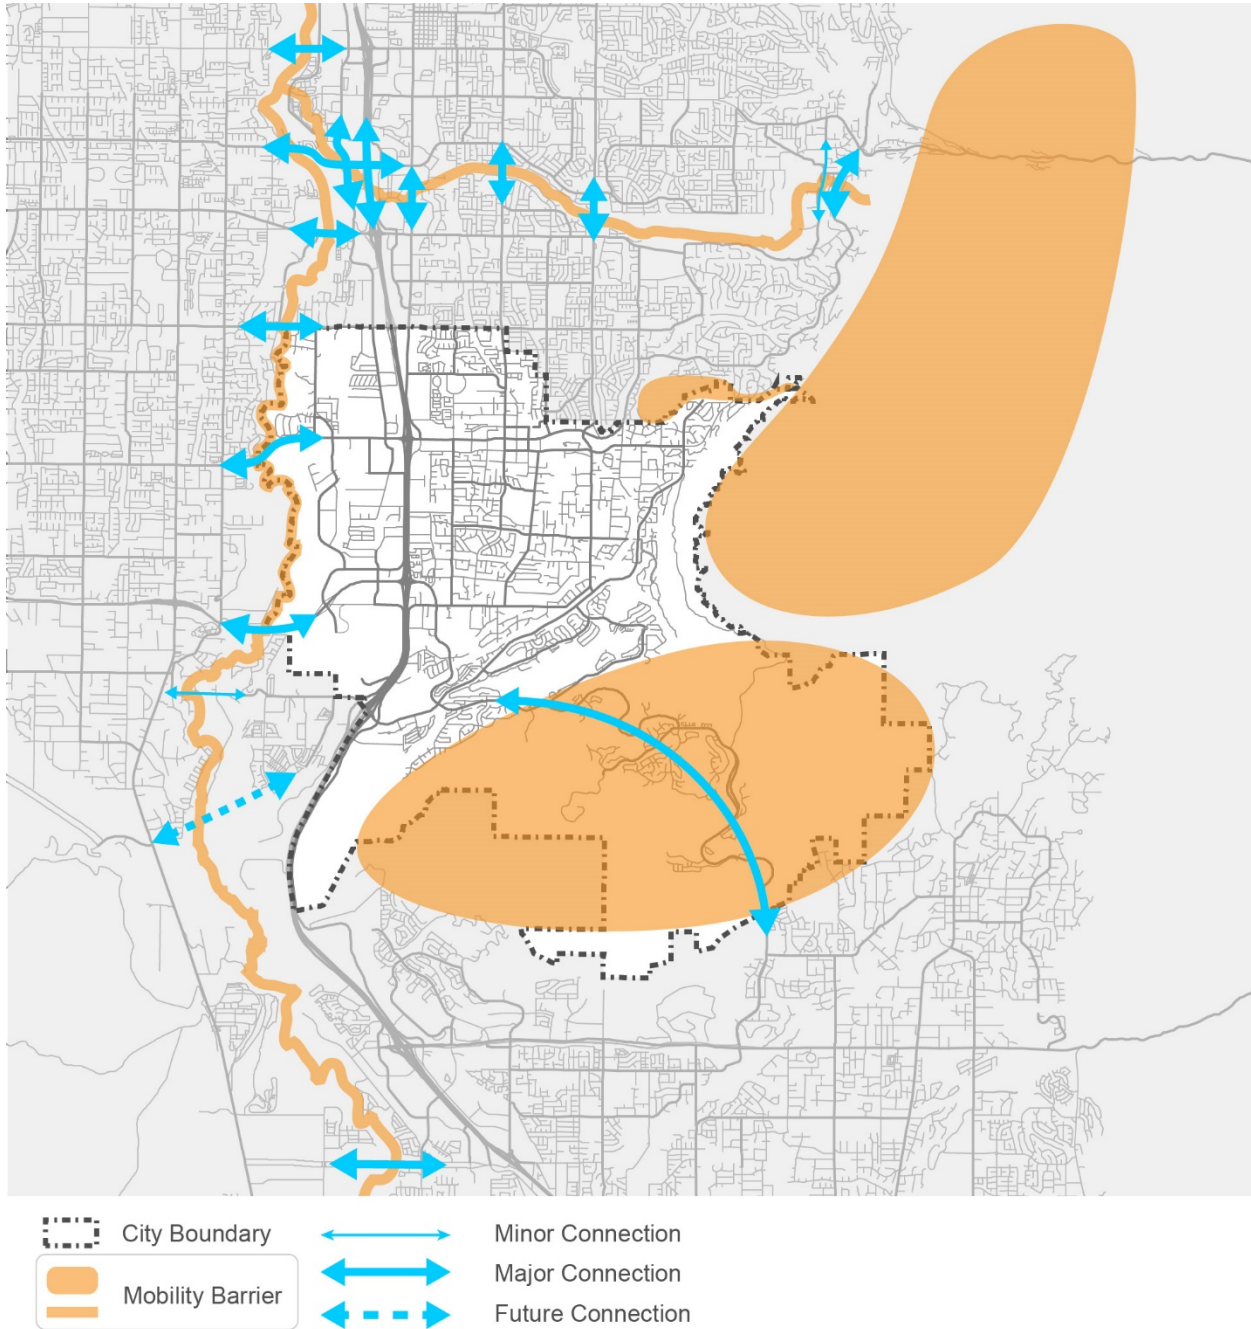 City Boundary
Mobility Barrier
Minor Connection
Major Connection
Future Connection